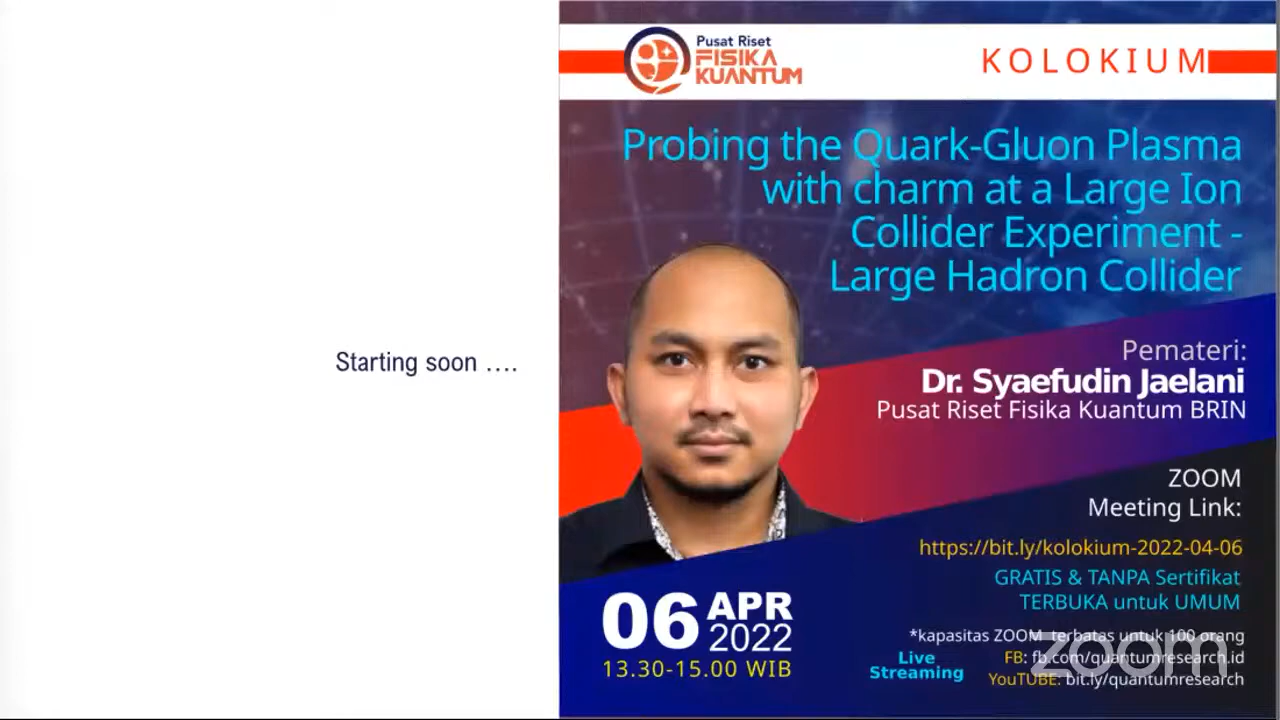 Starting soon ....
Pusat Riset
FISIKA
KUANTUM
KOLOKIUM
Probing the Quark-Gluon Plasma
with charm at a Large Ion
Collider Experiment -
Large Hadron Collider
Pemateri:
Dr. Syaefudin Jaelani
Pusat Riset Fisika Kuantum BRIN
ZOOM
Meeting Link:
https://bit.ly/kolokium-2022-04-06
GRATIS & TANPA Sertifikat
TERBUKA untuk UMUM
*kapasitas ZOOM terbatas untuk 100 orang
Live
Streaming
FB: fb.com/quantumresearch.id
YouTUBE: bit.ly/quantumresearch
zoom
06 APR
2022
13.30-15.00 WIB